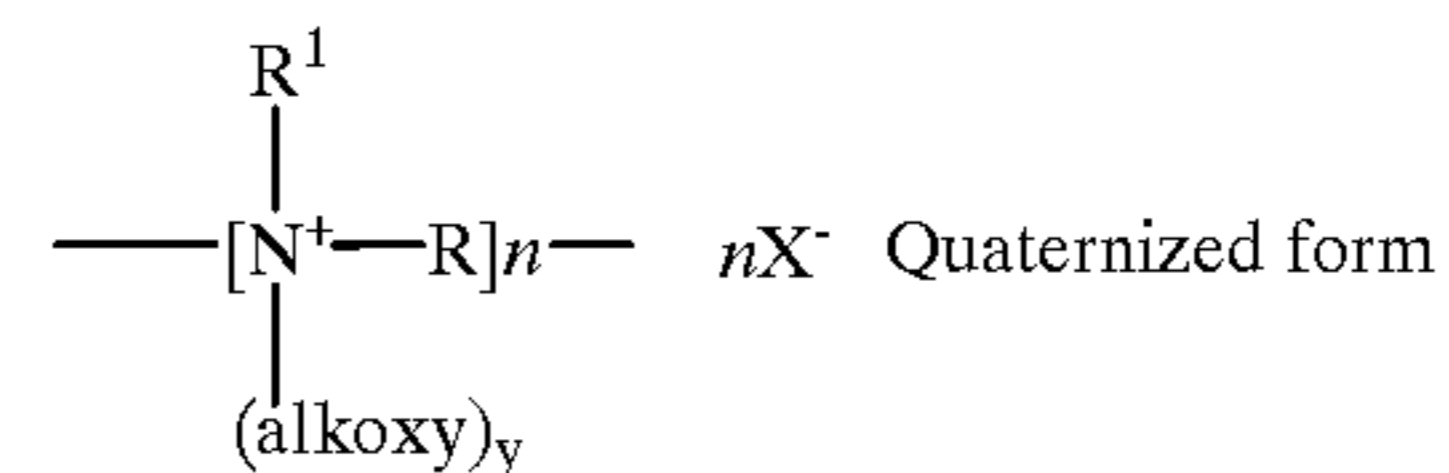 R¹
[N⁺—R]n nX⁻ Quaternized form
(alkoxy)y